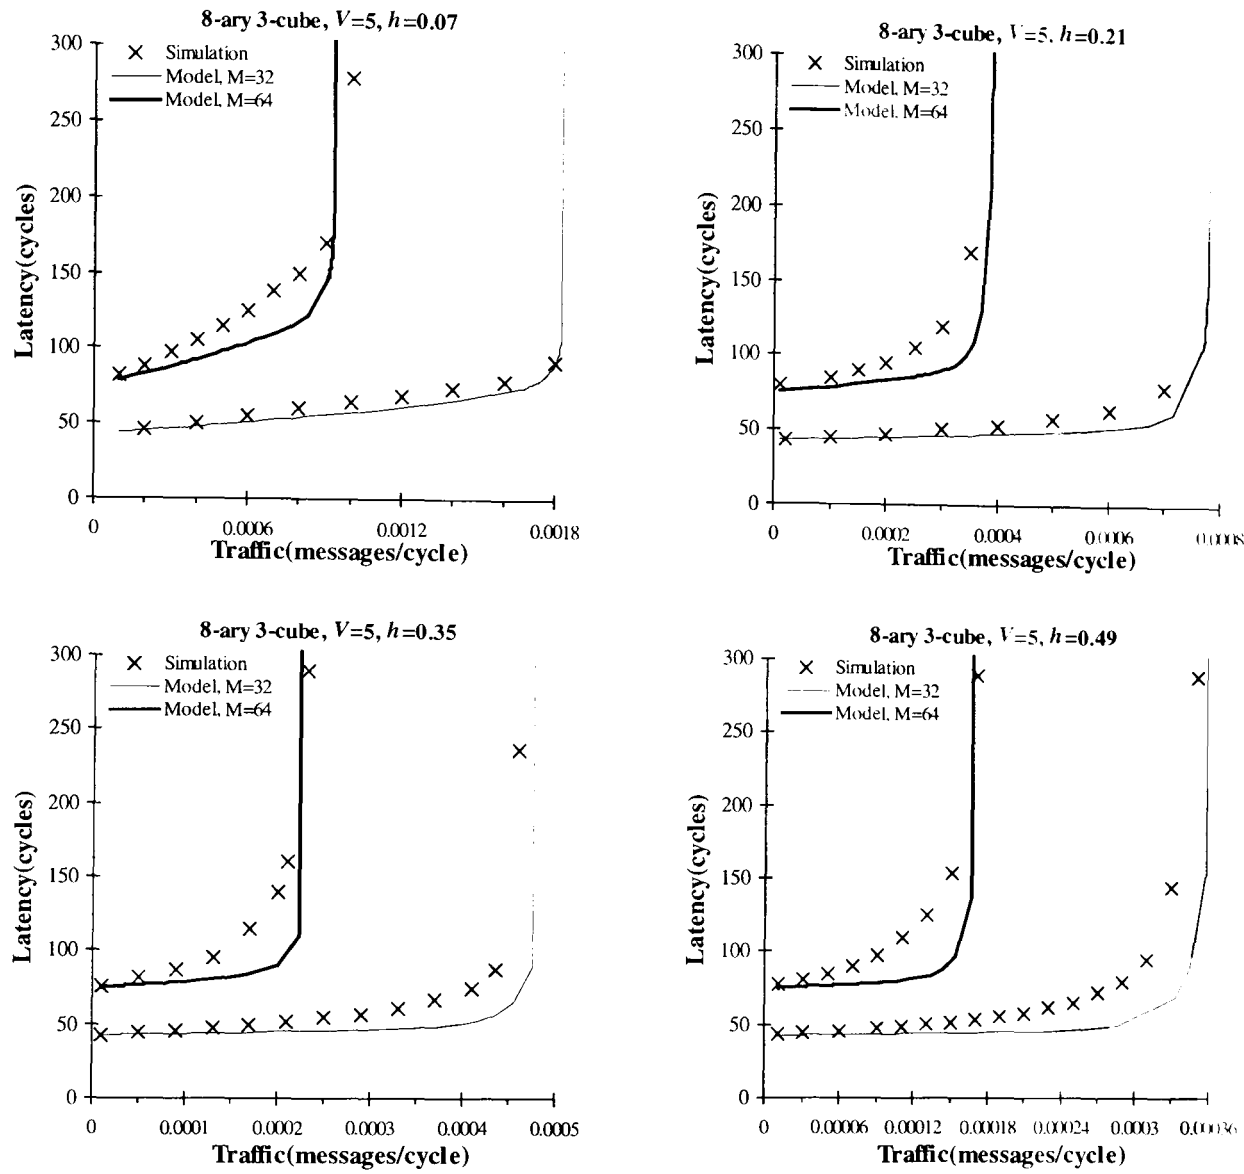 8-ary 3-cube, V=5, h=0.07
300
250
200
150
100
50
0
Latency(cycles)
Simulation
Model, M=32
Model, M=64
0 0.0006 0.0012 0.0018
Traffic(messages/cycle)
8-ary 3-cube, V=5, h=0.21
300
250
200
150
100
50
0
Latency(cycles)
Simulation
Model, M=32
Model, M=64
0 0.0002 0.0004 0.0006 0.0008
Traffic(messages/cycle)
8-ary 3-cube, V=5, h=0.35
300
250
200
150
100
50
0
Latency(cycles)
Simulation
Model, M=32
Model, M=64
0 0.0001 0.0002 0.0003 0.0004 0.0005
Traffic(messages/cycle)
8-ary 3-cube, V=5, h=0.49
300
250
200
150
100
50
0
Latency(cycles)
Simulation
Model, M=32
Model, M=64
0 0.00006 0.00012 0.00018 0.00024 0.0003 0.00036
Traffic(messages/cycle)